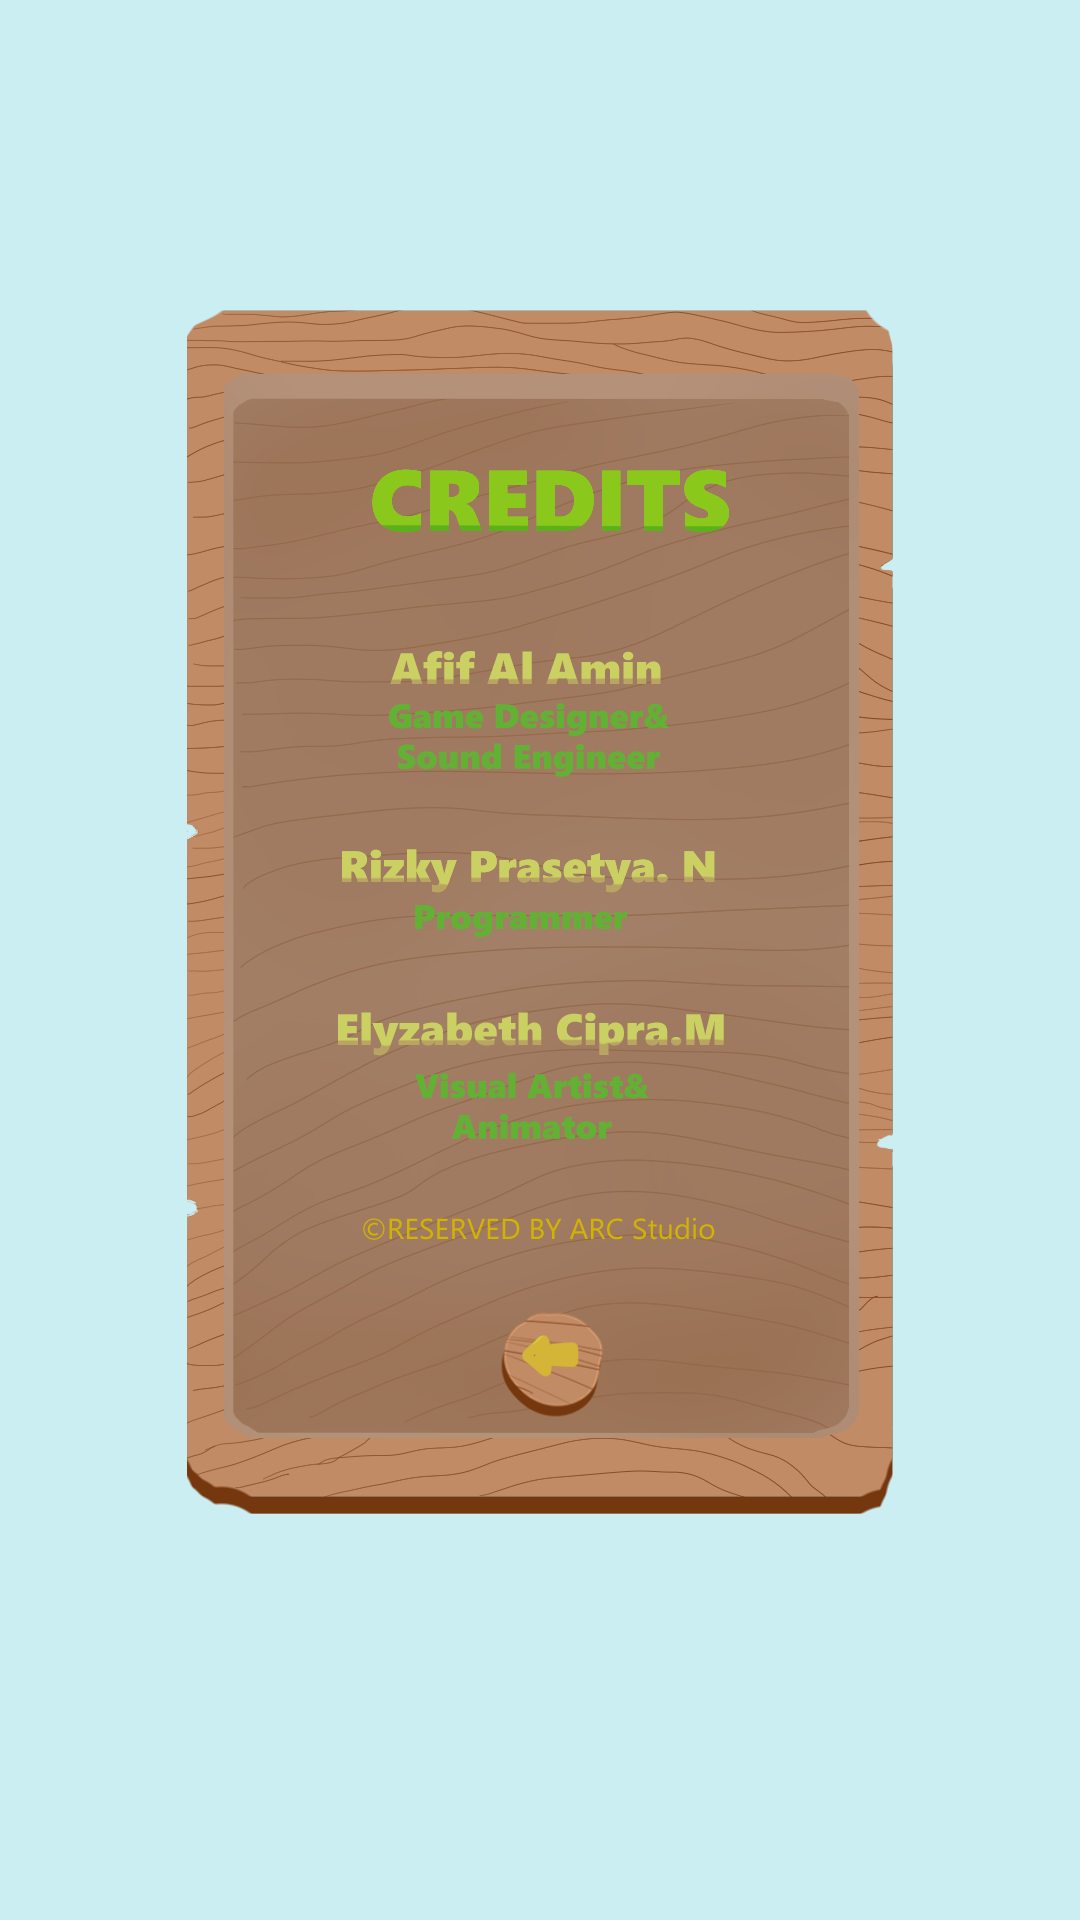 CREDITS
Afif Al Amin
Game Designer&
Sound Engineer
Rizky Prasetya. N
Programmer
Elyzabeth Cipra.M
Visual Artist&
Animator
©RESERVED BY ARC Studio